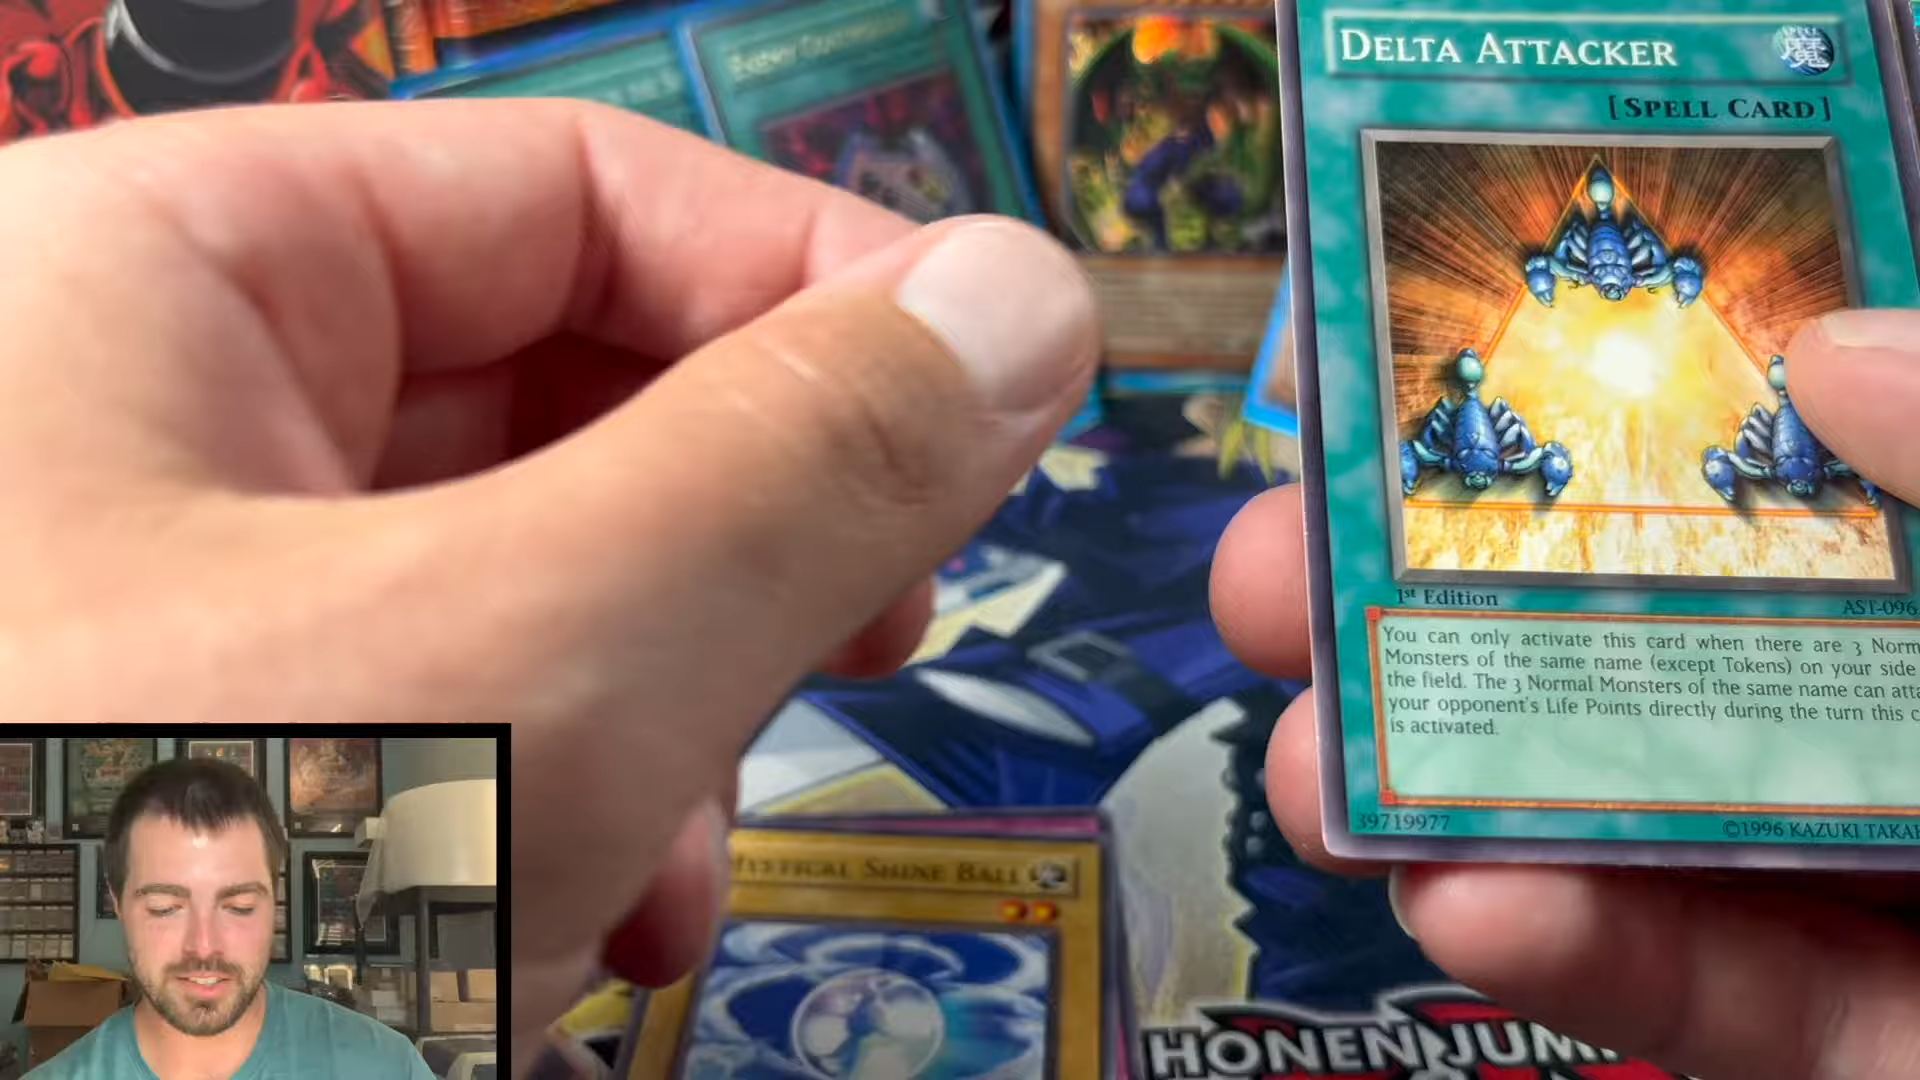 DELTA ATTACKER
[SPELL CARD]
1st Edition
AST-096
You can only activate this card when there are 3 Norm
Monsters of the same name (except Tokens) on your side
the field. The 3 Normal Monsters of the same name can atta
your opponent's Life Points directly during the turn this c
is activated.
39719977
©1996 KAZUKI TAKAH
MYSTICAL SHINE BALL
HONEN JUM